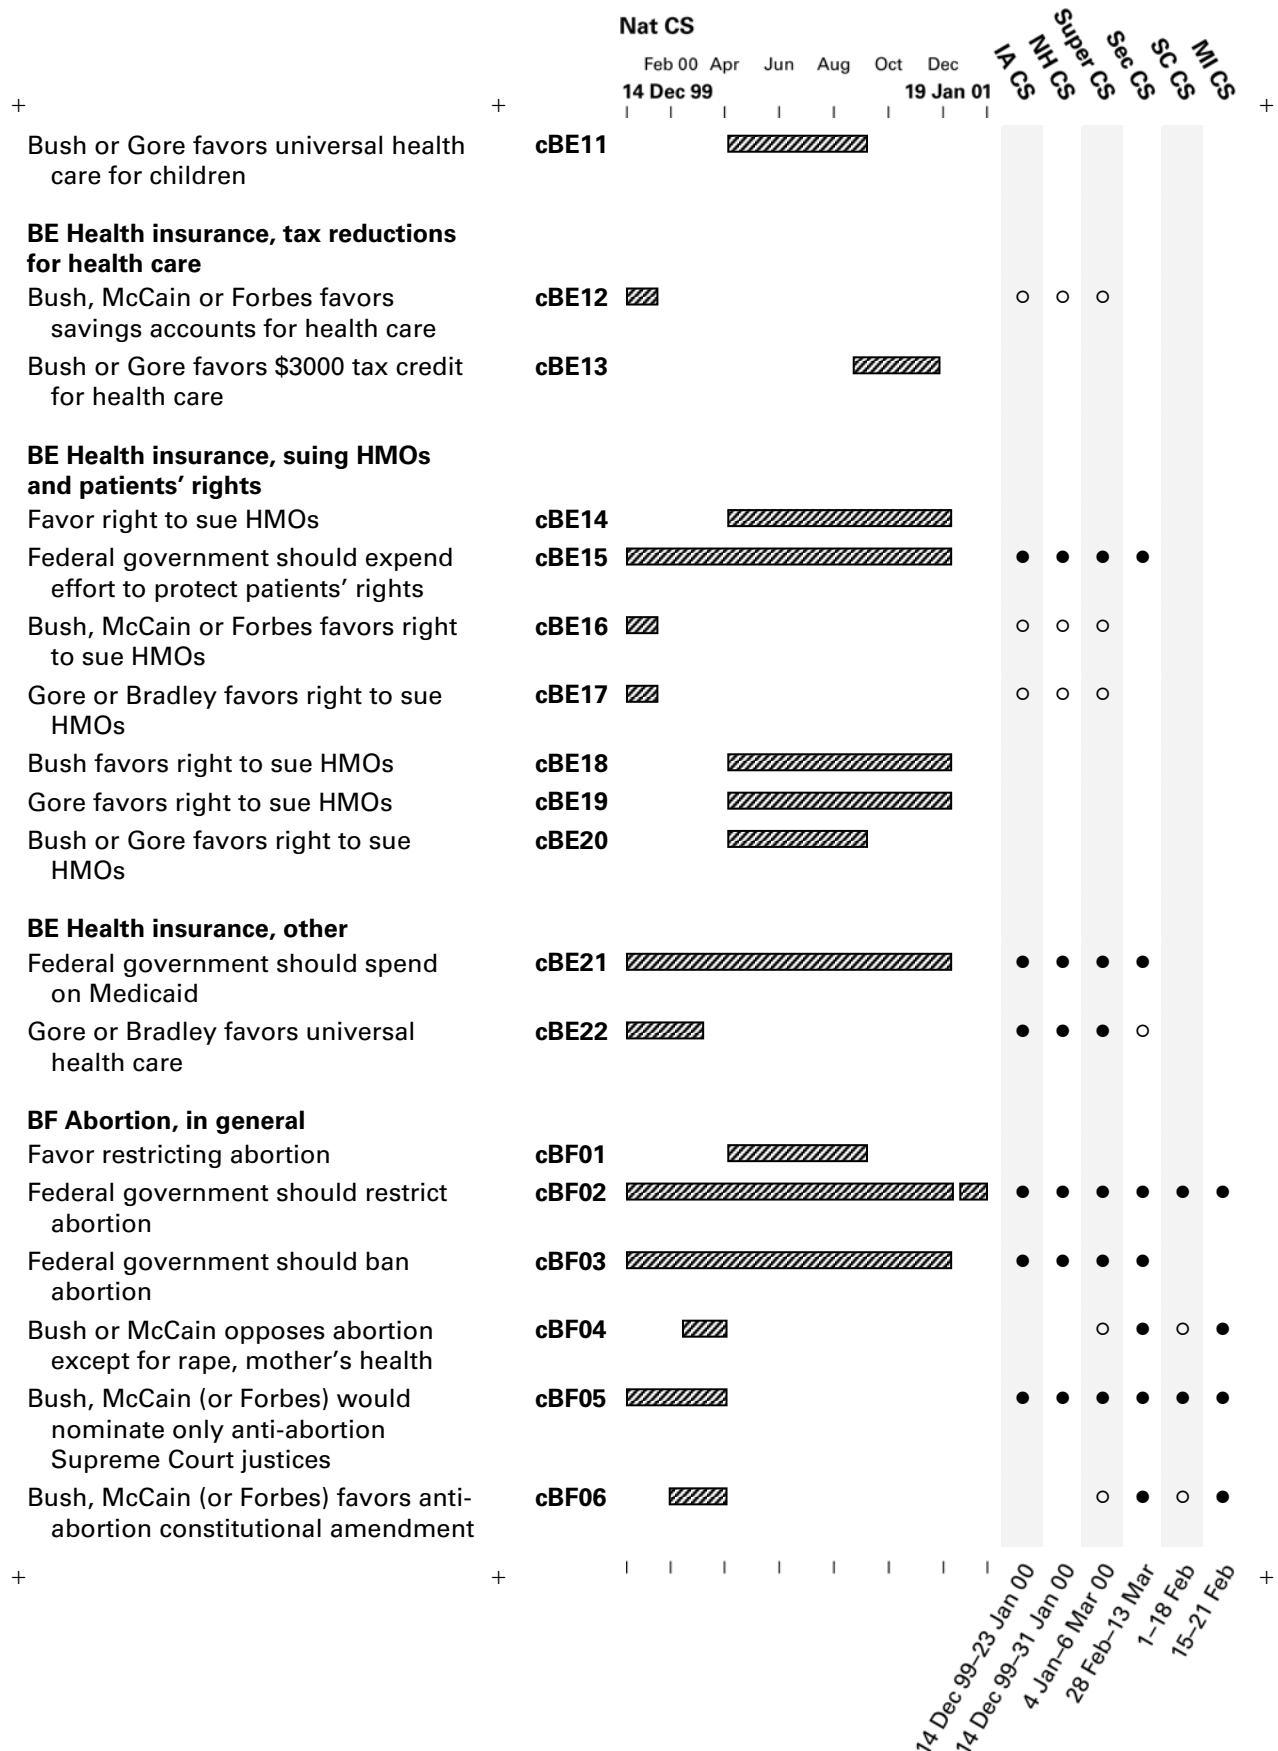 Nat CS
Feb 00 Apr Jun Aug Oct Dec
14 Dec 99 19 Jan 01
IA CS
NH CS
Super CS
Sec CS
SC CS
MI CS
Bush or Gore favors universal health cBE11
care for children
BE Health insurance, tax reductions
for health care
Bush, McCain or Forbes favors cBE12
savings accounts for health care
Bush or Gore favors $3000 tax credit cBE13
for health care
BE Health insurance, suing HMOs
and patients’ rights
Favor right to sue HMOs cBE14
Federal government should expend cBE15
effort to protect patients’ rights
Bush, McCain or Forbes favors right cBE16
to sue HMOs
Gore or Bradley favors right to sue cBE17
HMOs
Bush favors right to sue HMOs cBE18
Gore favors right to sue HMOs cBE19
Bush or Gore favors right to sue cBE20
HMOs
BE Health insurance, other
Federal government should spend cBE21
on Medicaid
Gore or Bradley favors universal cBE22
health care
BF Abortion, in general
Favor restricting abortion cBF01
Federal government should restrict cBF02
abortion
Federal government should ban cBF03
abortion
Bush or McCain opposes abortion cBF04
except for rape, mother’s health
Bush, McCain (or Forbes) would cBF05
nominate only anti-abortion
Supreme Court justices
Bush, McCain (or Forbes) favors anti- cBF06
abortion constitutional amendment
14 Dec 99–23 Jan 00
14 Dec 99–31 Jan 00
4 Jan–6 Mar 00
28 Feb–13 Mar
1–18 Feb
15–21 Feb